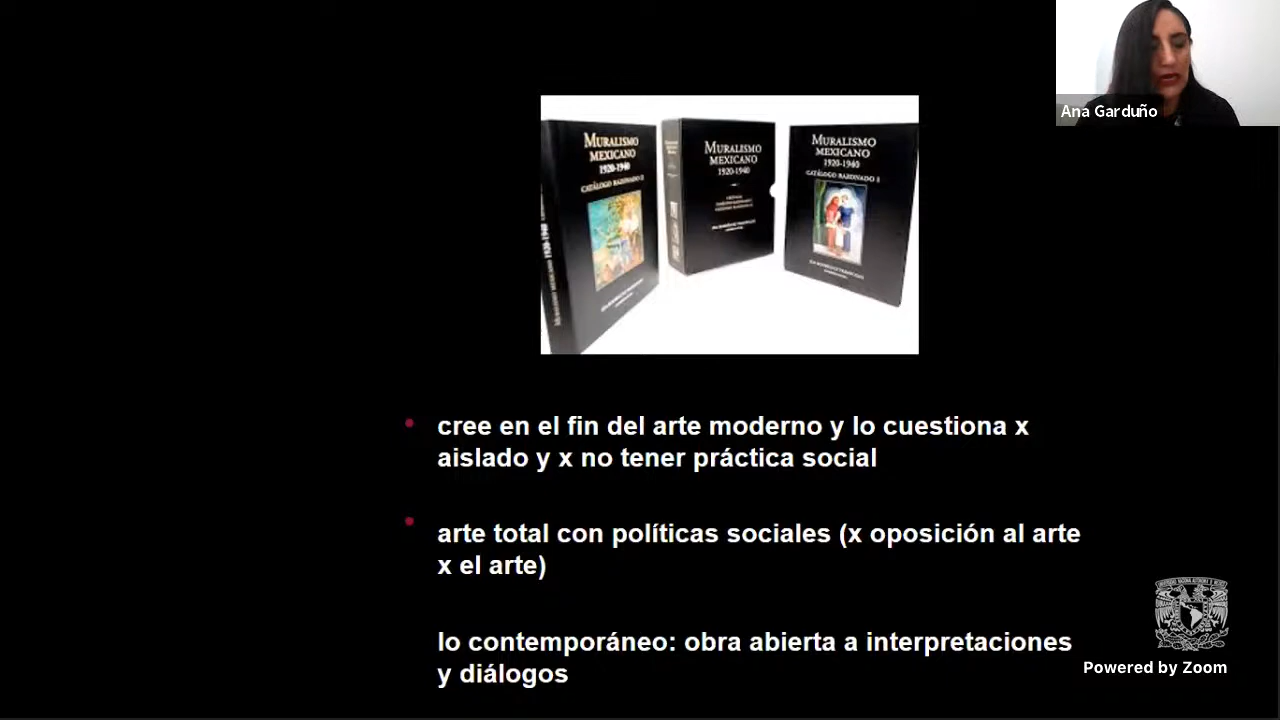 Ana Garduño
MURALISMO
MEXICANO
1920-1940
CATÁLOGO RAZONADO 2
MURALISMO
MEXICANO
1920-1940
MURALISMO
MEXICANO
1920-1940
CATÁLOGO RAZONADO I
cree en el fin del arte moderno y lo cuestiona x
aislado y x no tener práctica social
arte total con políticas sociales (x oposición al arte
x el arte)
lo contemporáneo: obra abierta a interpretaciones
y diálogos
Powered by Zoom